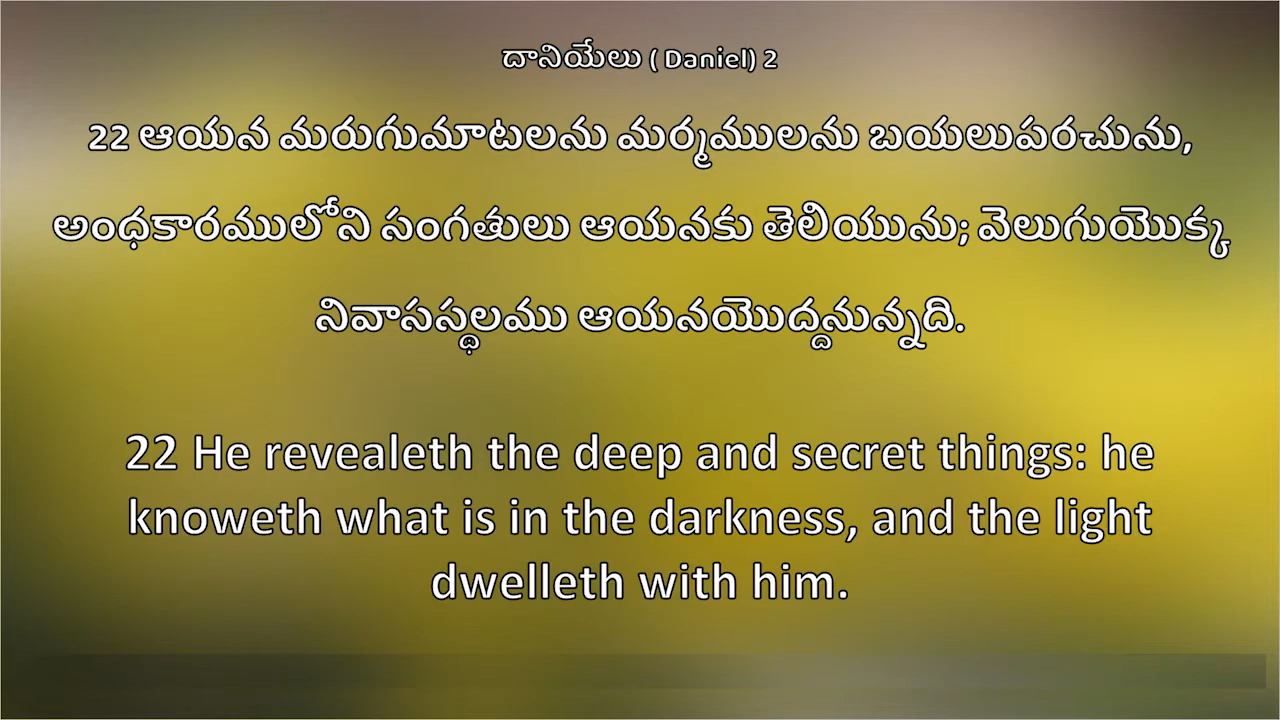 దానియేలు ( Daniel) 2
22 ఆయన మరుగుమాటలను మర్మములను బయలుపరచును,
అంధకారములోని సంగతులు ఆయనకు తెలియును; వెలుగుయొక్క
నివాసస్థలము ఆయనయొద్దనున్నది.
22 He revealeth the deep and secret things: he
knoweth what is in the darkness, and the light
dwelleth with him.